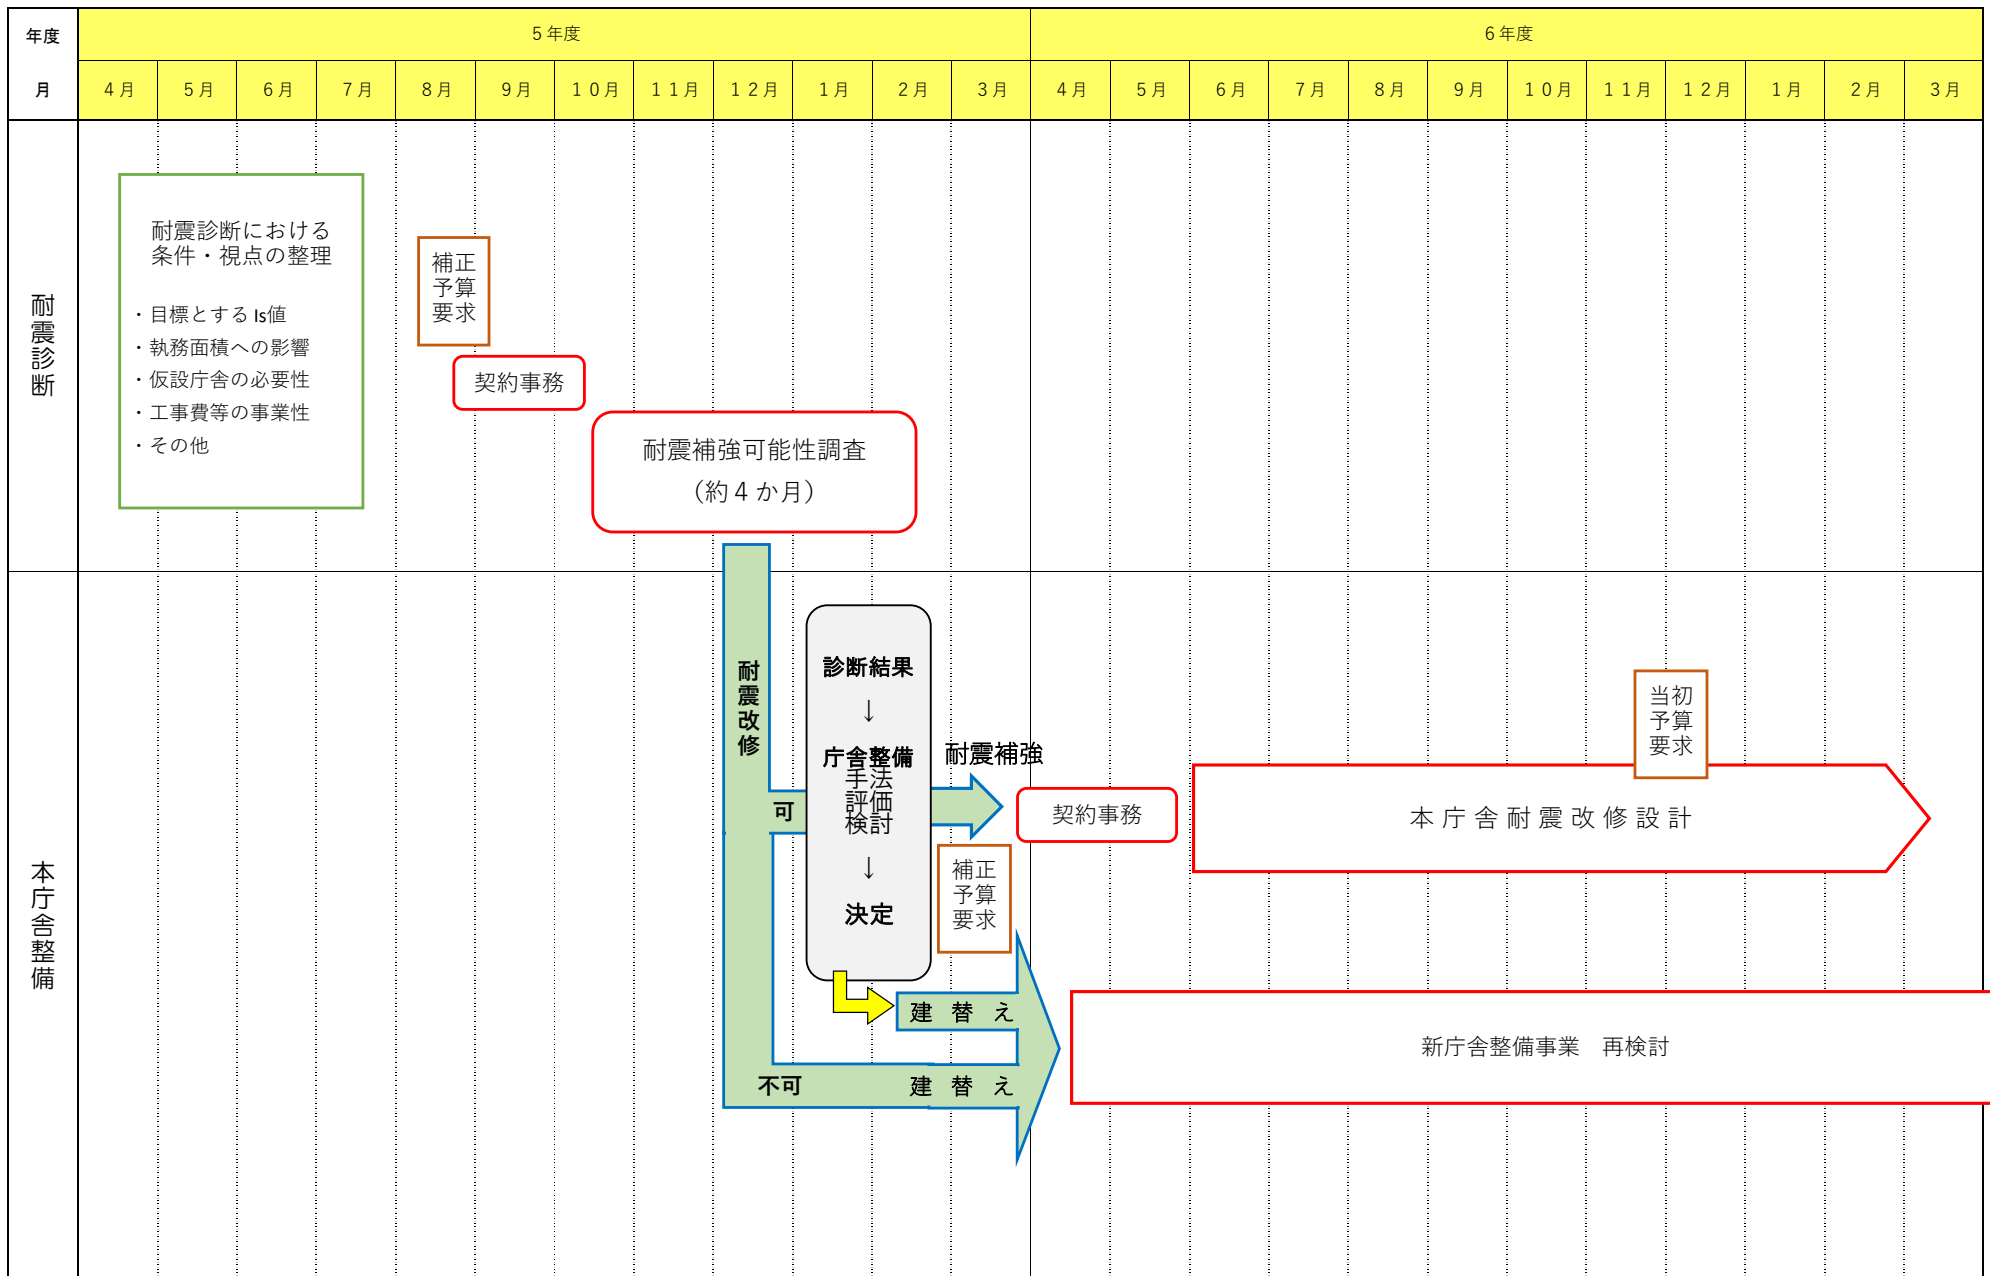 年度
５年度
６年度
月
４月
５月
６月
７月
８月
９月
１０月
１１月
１２月
１月
２月
３月
４月
５月
６月
７月
８月
９月
１０月
１１月
１２月
１月
２月
３月
耐震診断
耐震診断における
条件・視点の整理
・目標とする Is値
・執務面積への影響
・仮設庁舎の必要性
・工事費等の事業性
・その他
補正
予算
要求
契約事務
耐震補強可能性調査
（約４か月）
本庁舎整備
耐震改修
可
不可
診断結果
↓
庁舎整備
手法
評価
検討
↓
決定
耐震補強
補正
予算
要求
契約事務
当初
予算
要求
本庁舎耐震改修設計
建　替　え
建　替　え
新庁舎整備事業　再検討